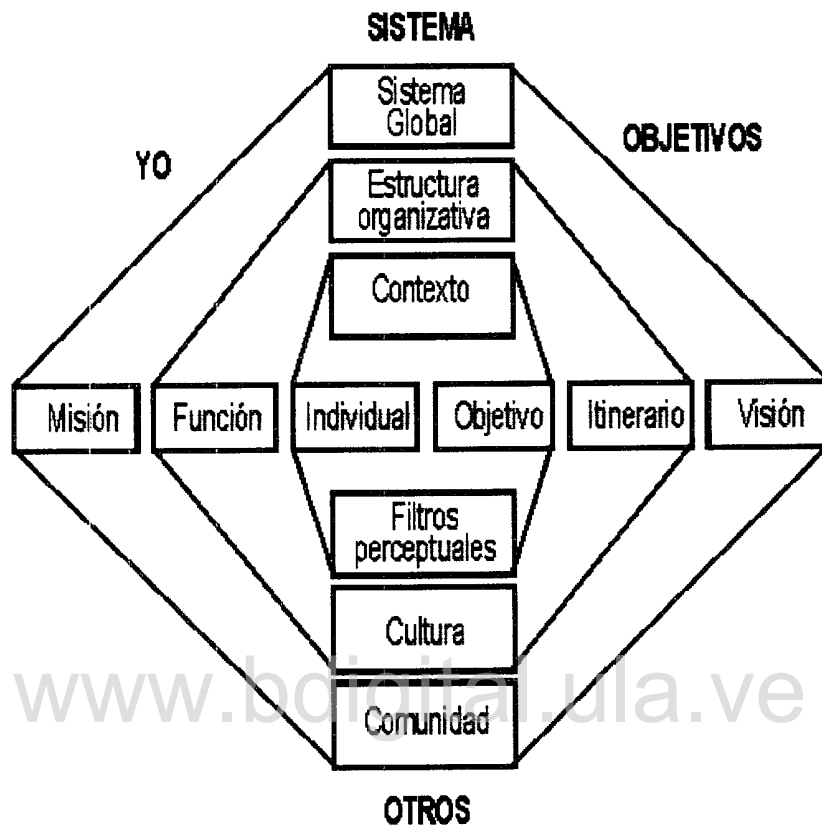 SISTEMA
Sistema
Global
YO
OBJETIVOS
Estructura
organizativa
Contexto
Misión
Función
Individual
Objetivo
Itinerario
Visión
Filtros
perceptuales
Cultura
www.bdigital.ula.ve
Comunidad
OTROS